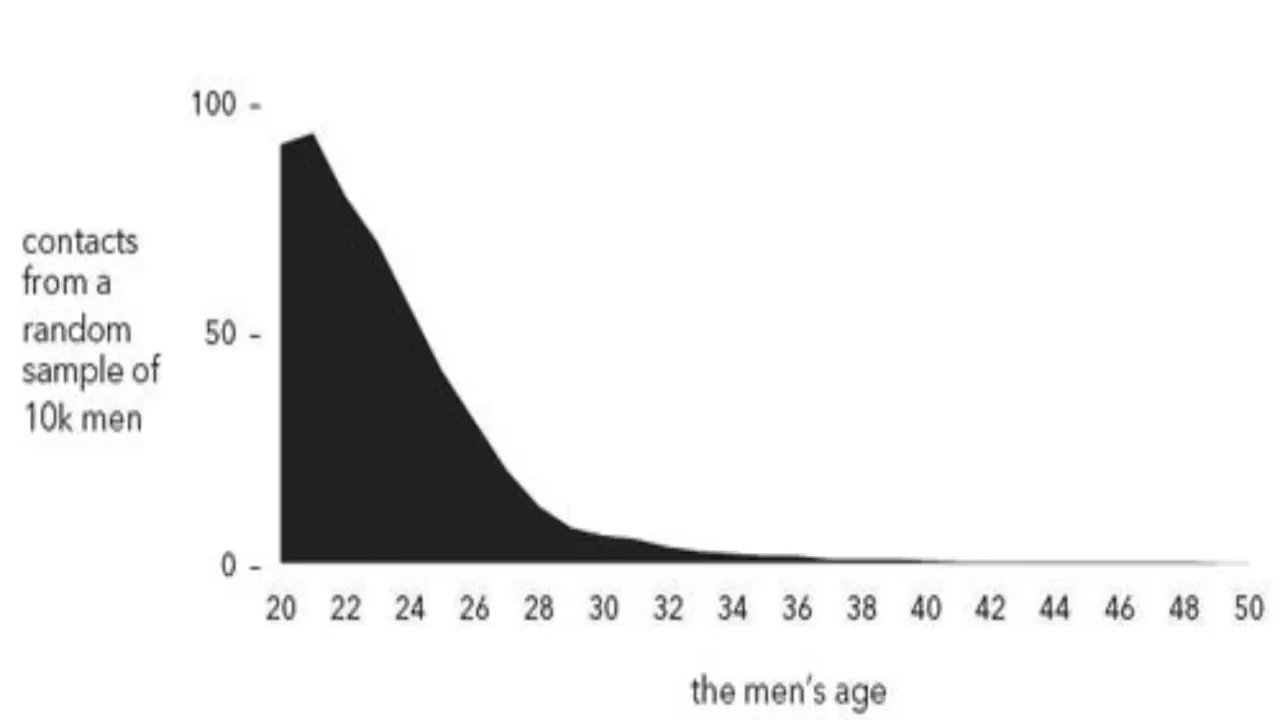 100 -
contacts
from a
random
sample of
10k men
50 -
0 -
20 22 24 26 28 30 32 34 36 38 40 42 44 46 48 50
the men's age